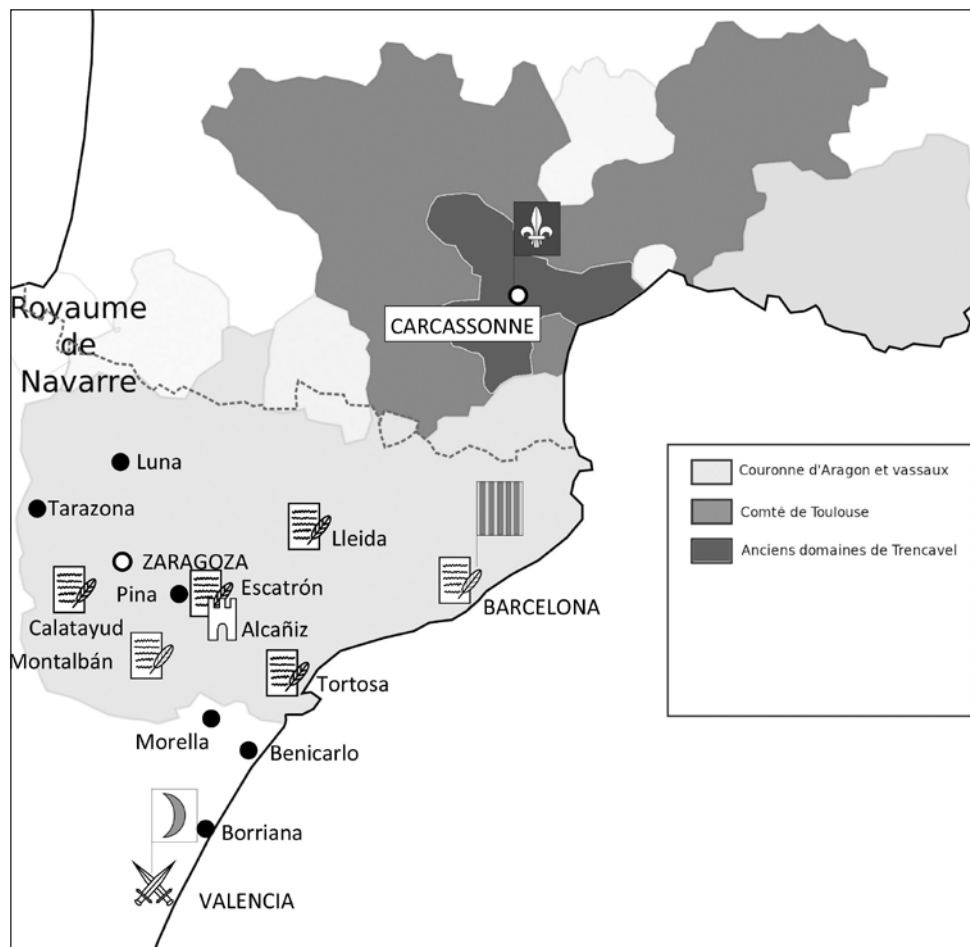 CARCASSONNE
Royaume
de
Navarre
Luna
Tarazona
Lleida
ZARAGOZA
Pina
Escatrón
BARCELONA
Calatayud
Alcañiz
Montalbán
Tortosa
Morella
Benicarlo
Borriana
VALENCIA
Couronne d'Aragon et vassaux
Comté de Toulouse
Anciens domaines de Trencavel